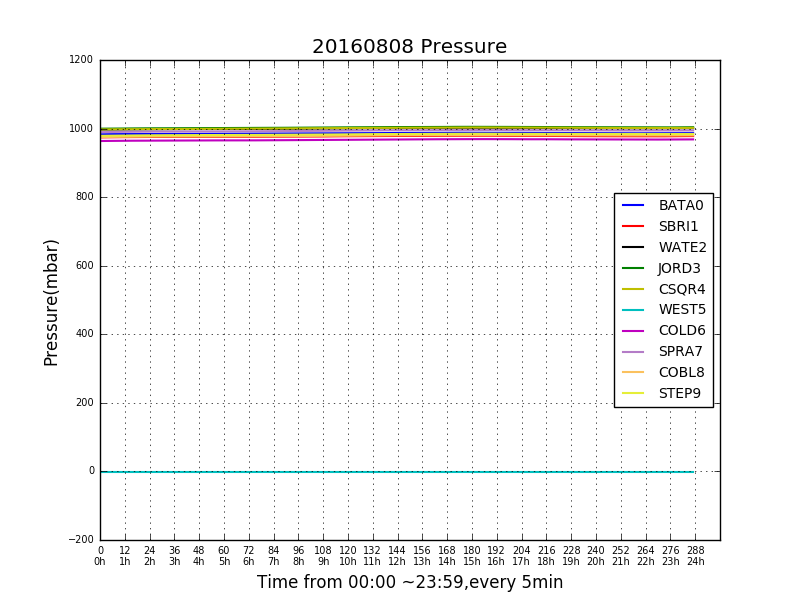 20160808 Pressure
1200
1000
800
600
400
200
0
−200
Pressure(mbar)
BATA0
SBRI1
WATE2
JORD3
CSQR4
WEST5
COLD6
SPRA7
COBL8
STEP9
0 12 24 36 48 60 72 84 96 108 120 132 144 156 168 180 192 204 216 228 240 252 264 276 288
0h 1h 2h 3h 4h 5h 6h 7h 8h 9h 10h 11h 12h 13h 14h 15h 16h 17h 18h 19h 20h 21h 22h 23h 24h
Time from 00:00 ~23:59,every 5min